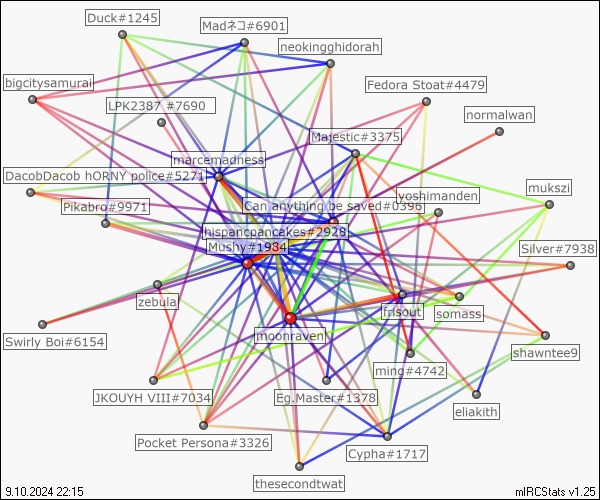 Duck#1245
Madネコ#6901
neokingghidorah
bigcitysamurai
Fedora Stoat#4479
LPK2387 #7690
normalwan
Majestic#3375
marcemadness
DacobDacob hORNY police#5271
yoshimanden
mukszi
Pikabro#9971
Can anything be saved#0396
hispantpancakes#2928
Mushy#1984
Silver#7938
zebula
frisout
somass
moonraven
Swirly Boi#6154
shawntee9
ming#4742
JKOUYH VIII#7034
Eg.Master#1378
eliakith
Pocket Persona#3326
Cypha#1717
thesecondtwat
9.10.2024 22:15
mIRCStats v1.25